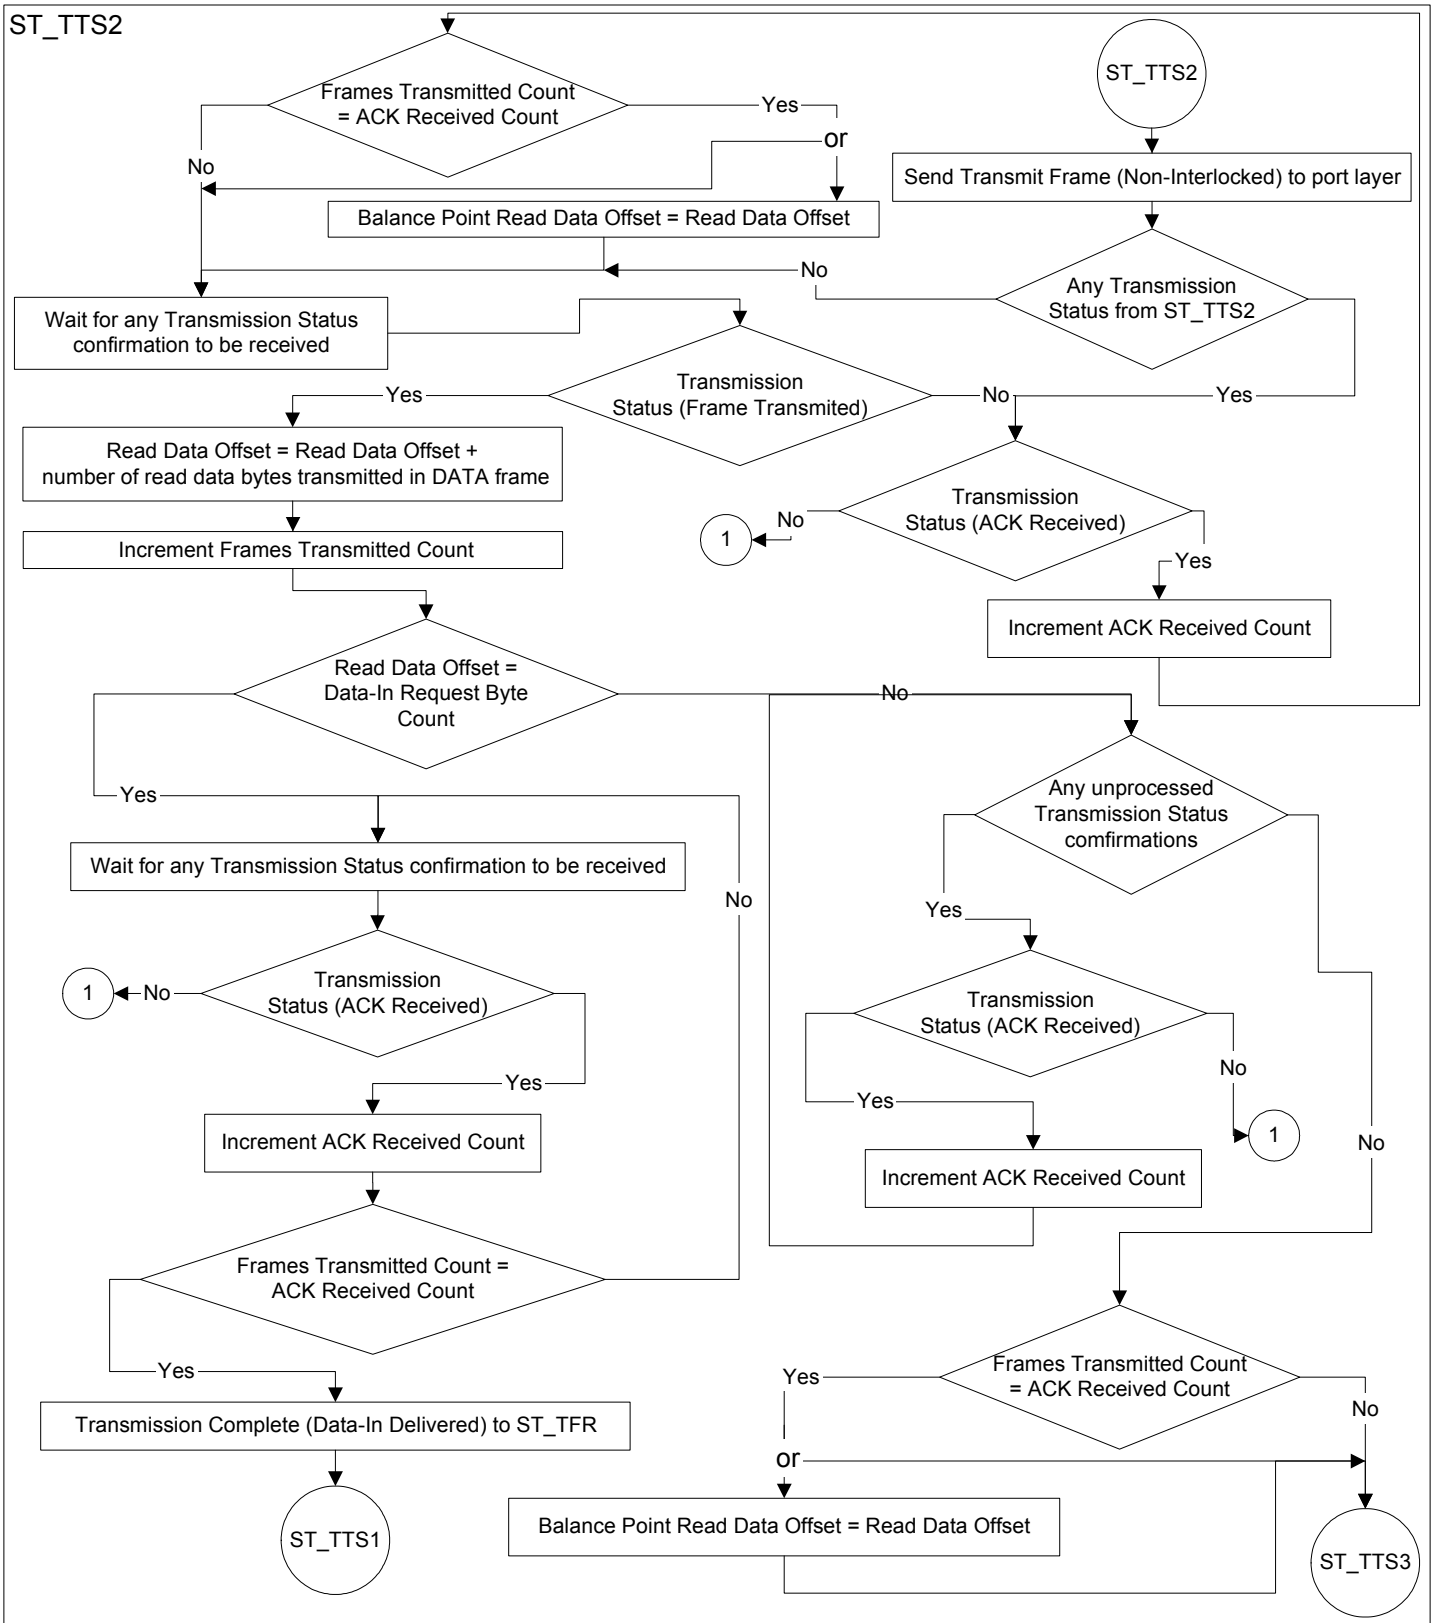 ST_TTS2
ST_TTS2
Frames Transmitted Count
= ACK Received Count
Yes
or
No
Send Transmit Frame (Non-Interlocked) to port layer
Balance Point Read Data Offset = Read Data Offset
No
Any Transmission
Status from ST_TTS2
Wait for any Transmission Status
confirmation to be received
Transmission
Status (Frame Transmited)
Yes
No
Yes
Read Data Offset = Read Data Offset +
number of read data bytes transmitted in DATA frame
Transmission
Status (ACK Received)
No
1
Increment Frames Transmitted Count
Yes
Increment ACK Received Count
Read Data Offset =
Data-In Request Byte
Count
No
Yes
Any unprocessed
Transmission Status
comfirmations
Wait for any Transmission Status confirmation to be received
No
Yes
Transmission
Status (ACK Received)
No
1
Transmission
Status (ACK Received)
No
Yes
Yes
1
No
Increment ACK Received Count
Increment ACK Received Count
Frames Transmitted Count =
ACK Received Count
Yes
Frames Transmitted Count
= ACK Received Count
Yes
No
Transmission Complete (Data-In Delivered) to ST_TFR
or
Balance Point Read Data Offset = Read Data Offset
ST_TTS1
ST_TTS3